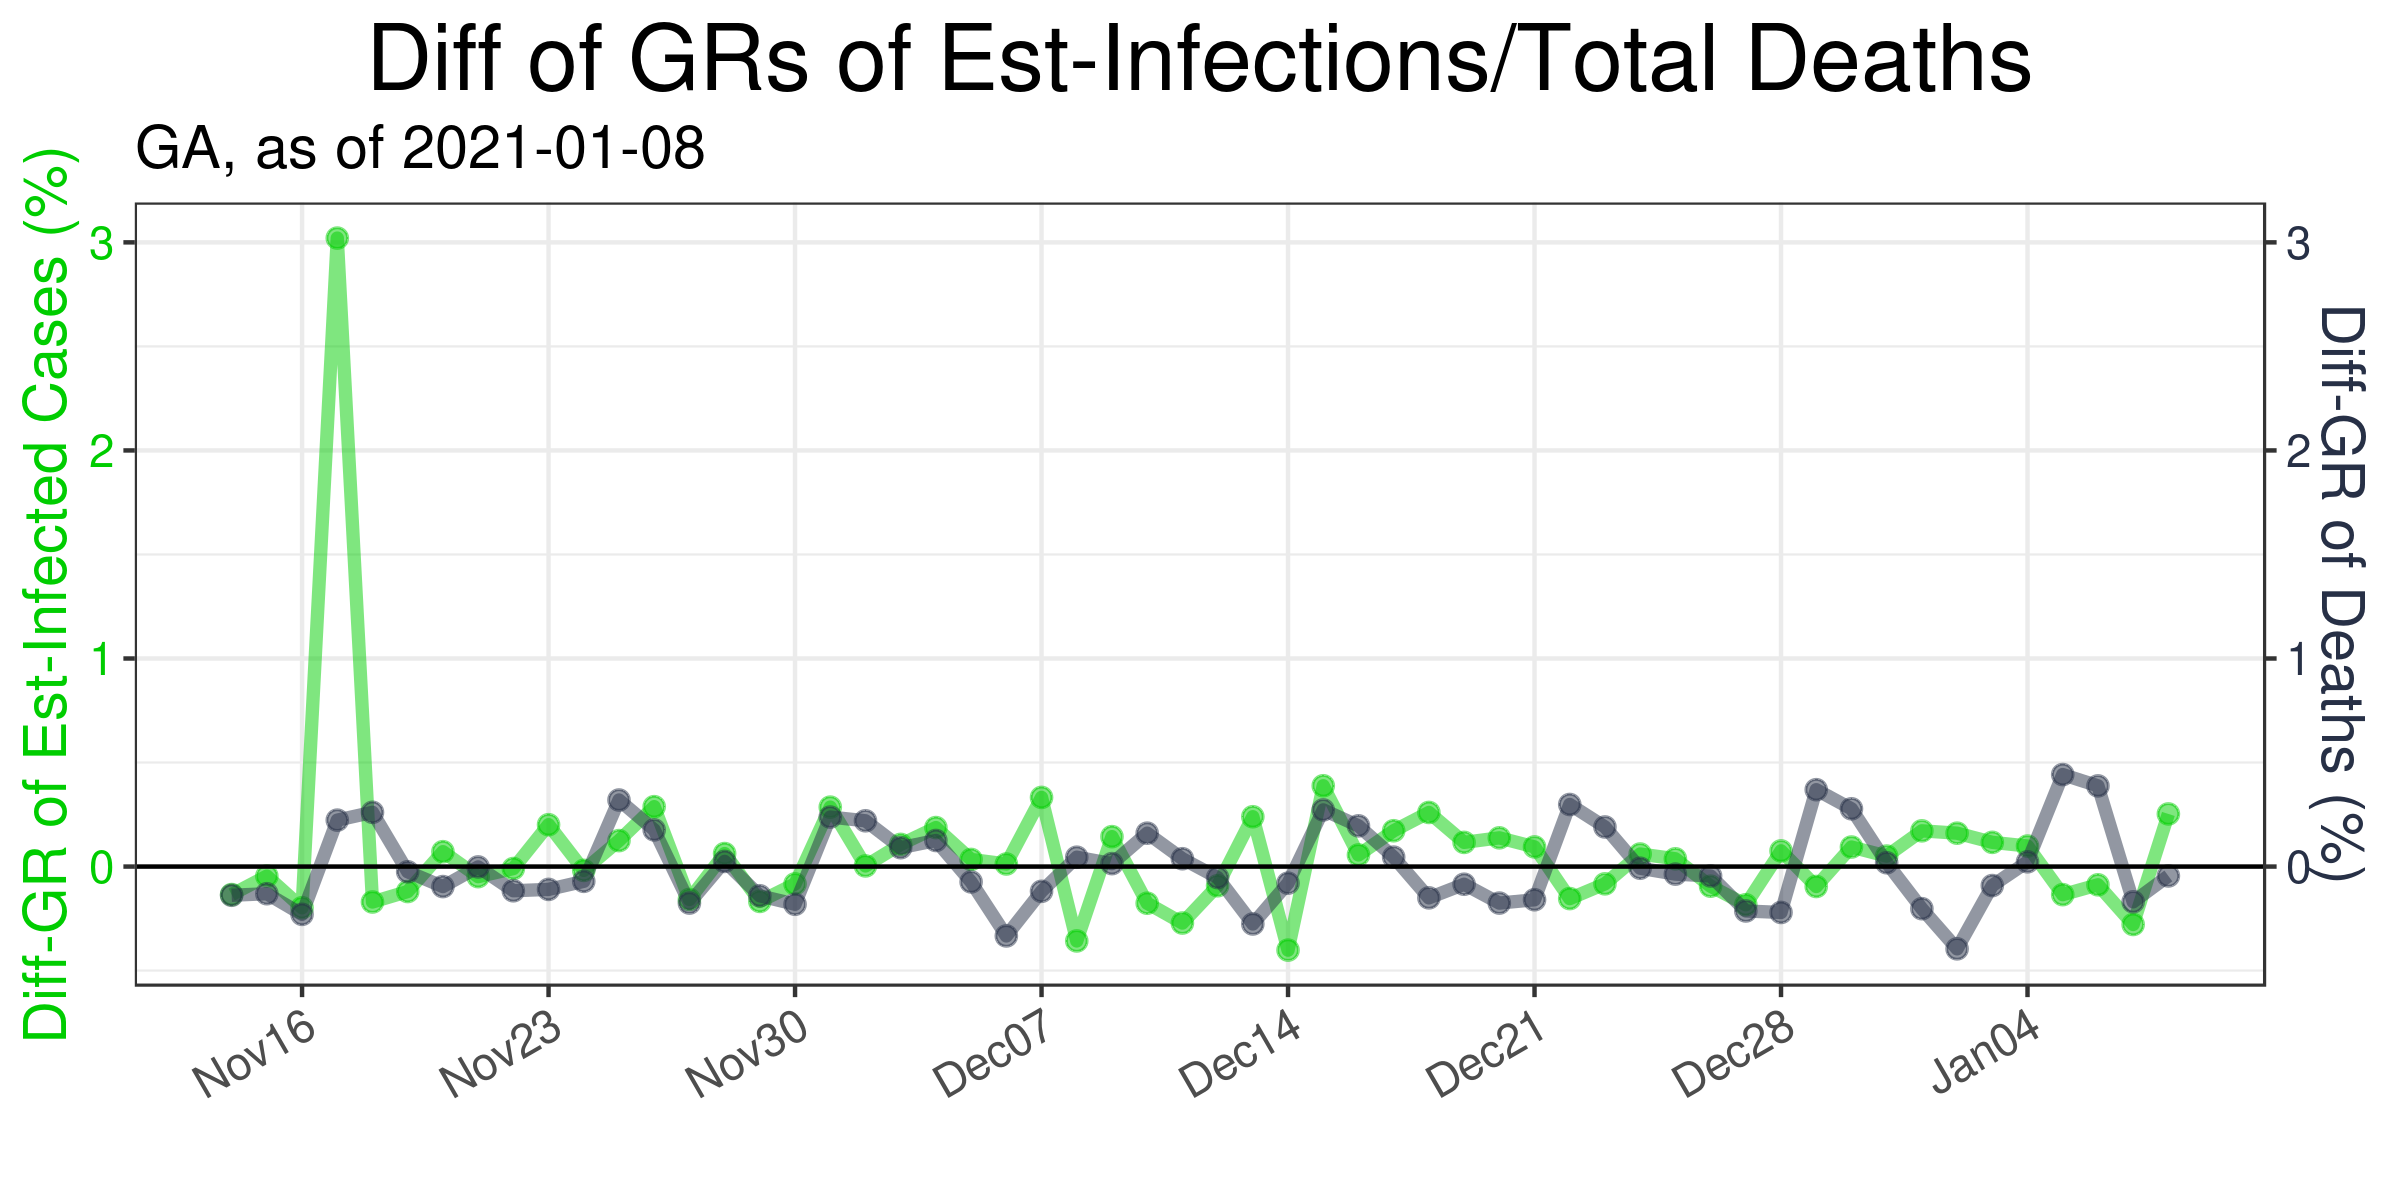 Diff of GRs of Est-Infections/Total Deaths
GA, as of 2021-01-08
Diff-GR of Est-Infected Cases (%)
3
2
1
0
3
2
1
0
Diff-GR of Deaths (%)
Nov16
Nov23
Nov30
Dec07
Dec14
Dec21
Dec28
Jan04